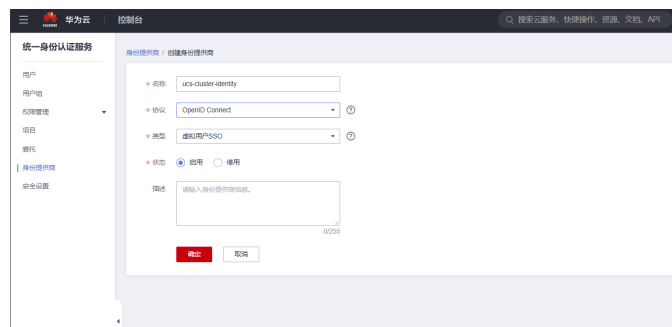 HUAWEI 华为云 控制台 搜索云服务、快捷操作、资源、文档、API
统一身份认证服务
身份提供商 / 创建身份提供商
用户
用户组
权限管理
项目
委托
身份提供商
安全设置
* 名称 ucs-cluster-identity
* 协议 OpenID Connect
* 类型 虚拟用户SSO
* 状态 启用 停用
描述 请输入身份提供商信息。
0/255
确定 取消